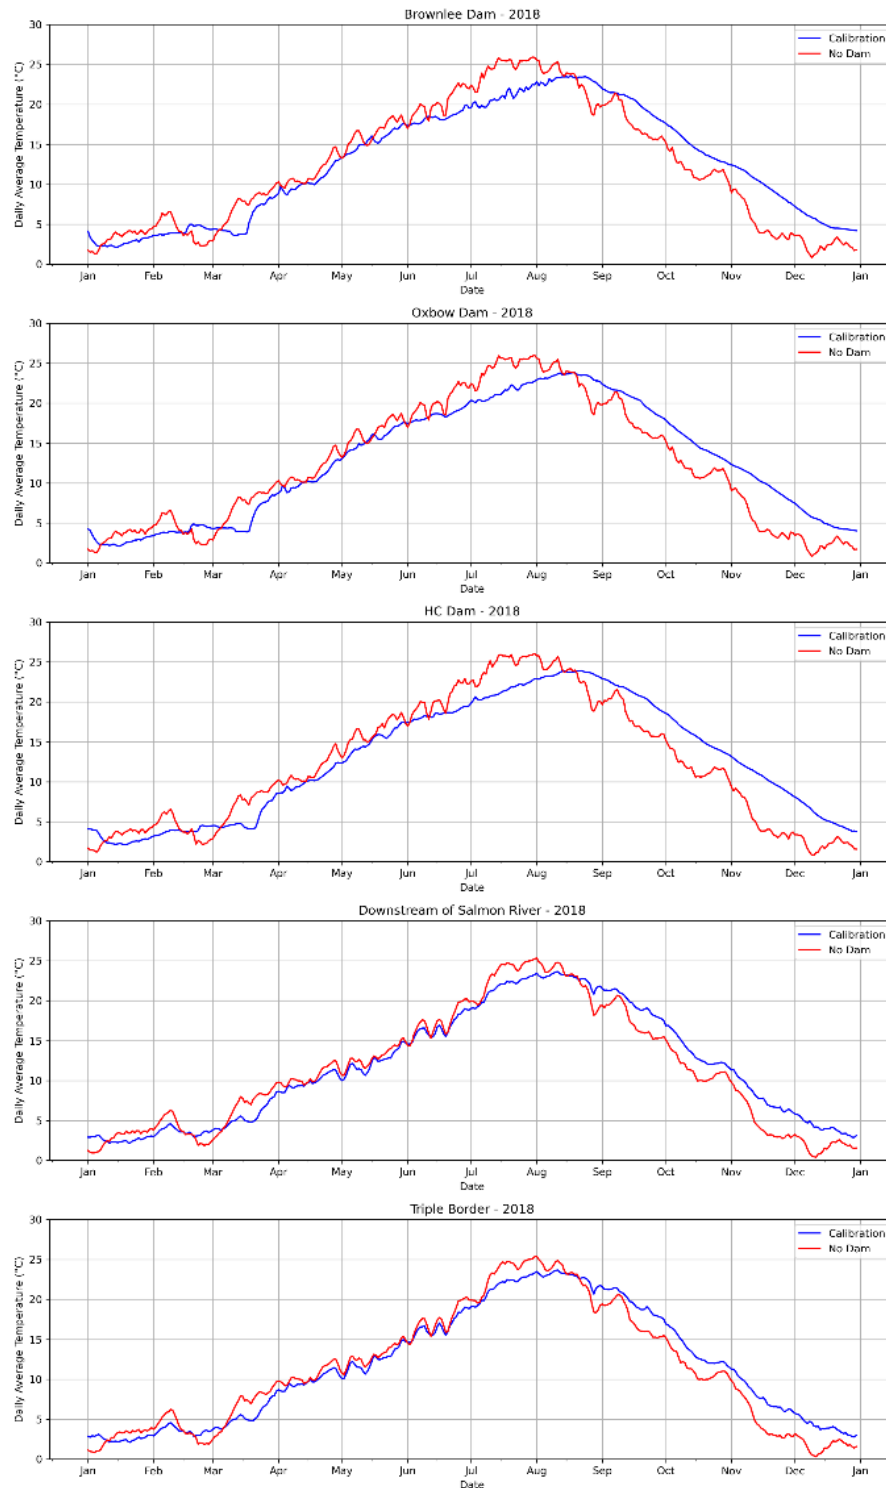 Brownlee Dam - 2018
Daily Average Temperature (°C)
30
25
20
15
10
5
0
Calibration
No Dam
Jan Feb Mar Apr May Jun Jul Aug Sep Oct Nov Dec Jan
Date
Oxbow Dam - 2018
Daily Average Temperature (°C)
30
25
20
15
10
5
0
Calibration
No Dam
Jan Feb Mar Apr May Jun Jul Aug Sep Oct Nov Dec Jan
Date
HC Dam - 2018
Daily Average Temperature (°C)
30
25
20
15
10
5
0
Calibration
No Dam
Jan Feb Mar Apr May Jun Jul Aug Sep Oct Nov Dec Jan
Date
Downstream of Salmon River - 2018
Daily Average Temperature (°C)
30
25
20
15
10
5
0
Calibration
No Dam
Jan Feb Mar Apr May Jun Jul Aug Sep Oct Nov Dec Jan
Date
Triple Border - 2018
Daily Average Temperature (°C)
30
25
20
15
10
5
0
Calibration
No Dam
Jan Feb Mar Apr May Jun Jul Aug Sep Oct Nov Dec Jan
Date